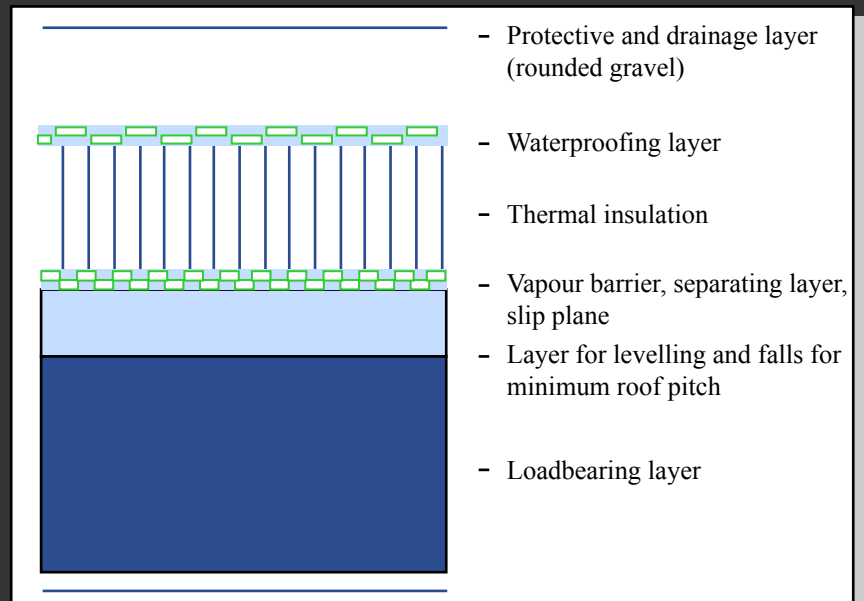 - Protective and drainage layer
(rounded gravel)
- Waterproofing layer
- Thermal insulation
- Vapour barrier, separating layer,
slip plane
- Layer for levelling and falls for
minimum roof pitch
- Loadbearing layer